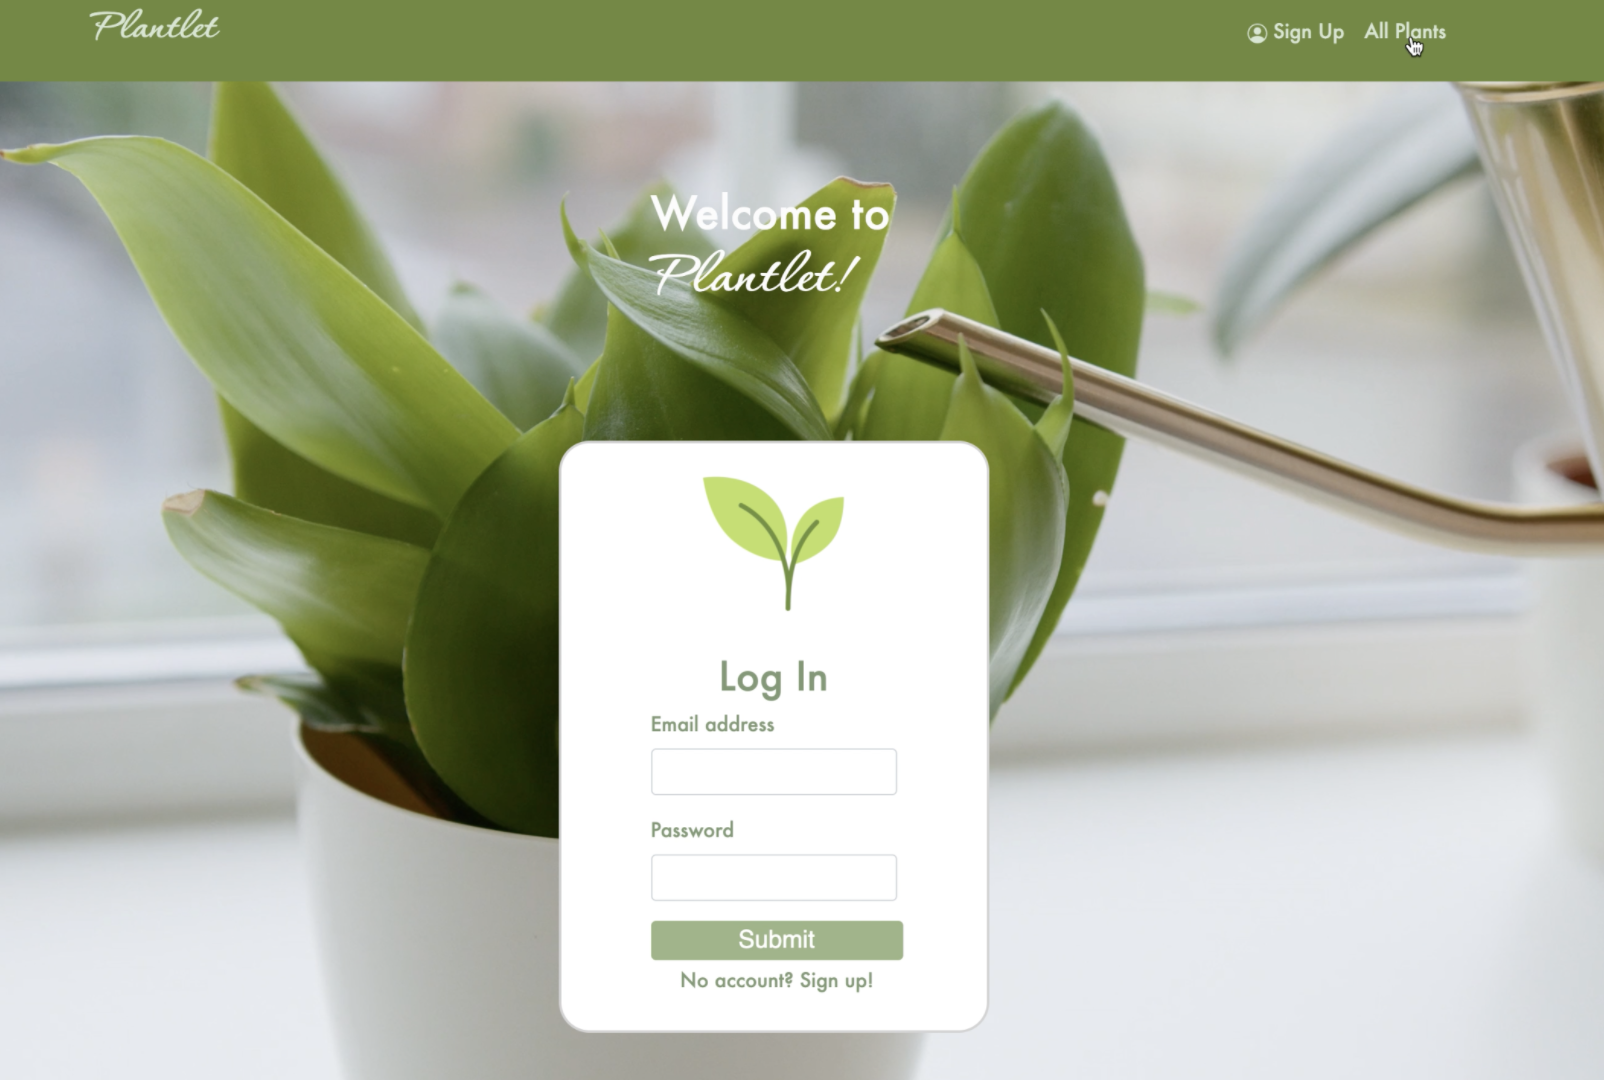 Plantlet
Sign Up
All Plants
Welcome to
Plantlet!
Log In
Email address
Password
Submit
No account? Sign up!